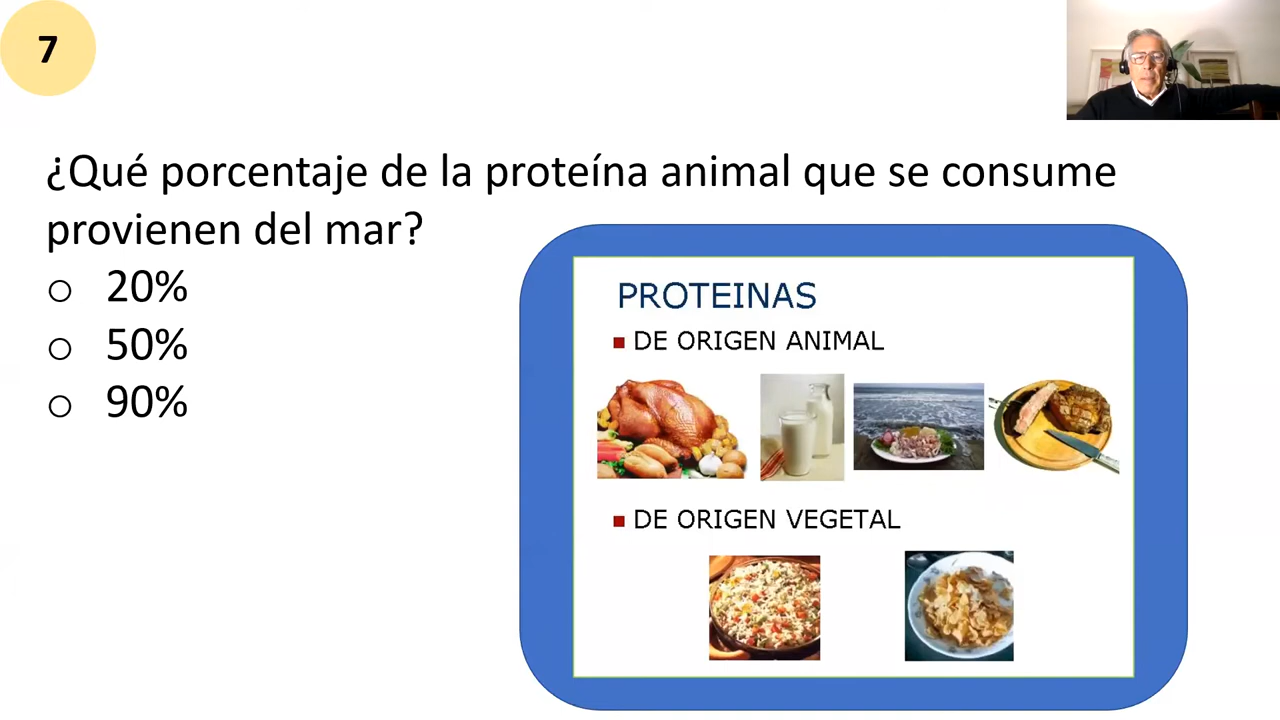 7
¿Qué porcentaje de la proteína animal que se consume
provienen del mar?
o 20%
o 50%
o 90%
PROTEINAS
DE ORIGEN ANIMAL
DE ORIGEN VEGETAL